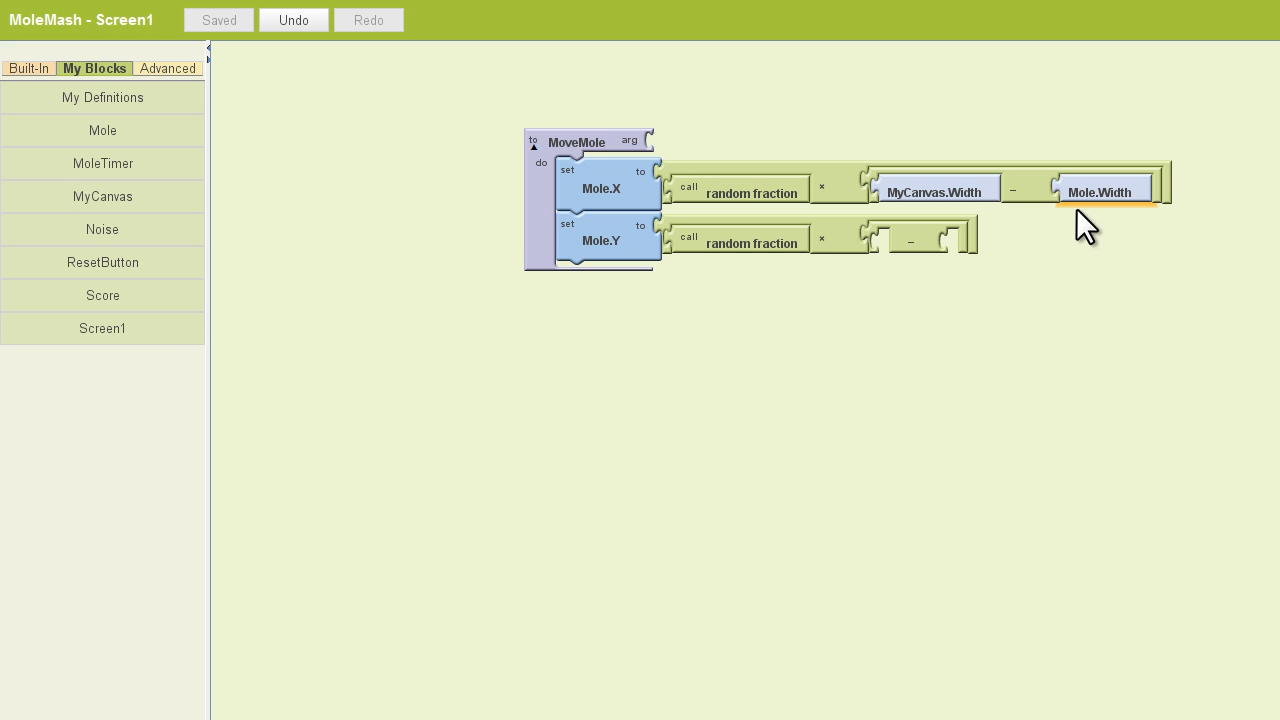 MoleMash - Screen1
Saved Undo Redo
Built-In My Blocks Advanced
My Definitions
Mole
MoleTimer
MyCanvas
Noise
ResetButton
Score
Screen1
to MoveMole arg
do
set Mole.X to call random fraction × MyCanvas.Width – Mole.Width
set Mole.Y to call random fraction × –